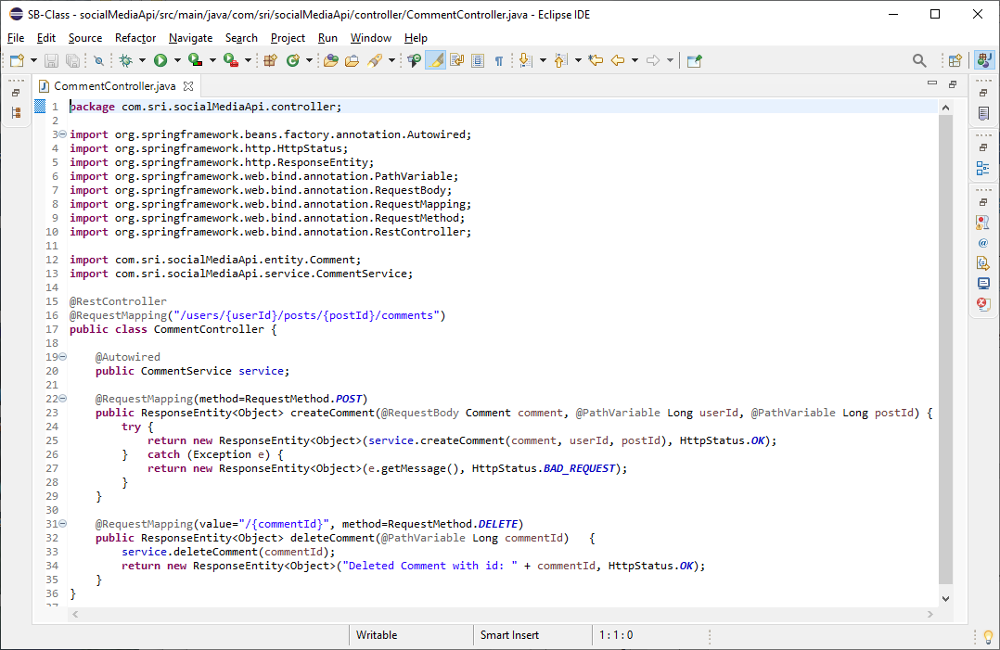 SB-Class - socialMediaApi/src/main/java/com/sri/socialMediaApi/controller/CommentController.java - Eclipse IDE
File Edit Source Refactor Navigate Search Project Run Window Help
CommentController.java
1 package com.sri.socialMediaApi.controller;
2
3 import org.springframework.beans.factory.annotation.Autowired;
4 import org.springframework.http.HttpStatus;
5 import org.springframework.http.ResponseEntity;
6 import org.springframework.web.bind.annotation.PathVariable;
7 import org.springframework.web.bind.annotation.RequestBody;
8 import org.springframework.web.bind.annotation.RequestMapping;
9 import org.springframework.web.bind.annotation.RequestMethod;
10 import org.springframework.web.bind.annotation.RestController;
11
12 import com.sri.socialMediaApi.entity.Comment;
13 import com.sri.socialMediaApi.service.CommentService;
14
15 @RestController
16 @RequestMapping("/users/{userId}/posts/{postId}/comments")
17 public class CommentController {
18
19     @Autowired
20     public CommentService service;
21
22     @RequestMapping(method=RequestMethod.POST)
23     public ResponseEntity<Object> createComment(@RequestBody Comment comment, @PathVariable Long userId, @PathVariable Long postId) {
24         try {
25             return new ResponseEntity<Object>(service.createComment(comment, userId, postId), HttpStatus.OK);
26         }   catch (Exception e) {
27             return new ResponseEntity<Object>(e.getMessage(), HttpStatus.BAD_REQUEST);
28         }
29     }
30
31     @RequestMapping(value="/{commentId}", method=RequestMethod.DELETE)
32     public ResponseEntity<Object> deleteComment(@PathVariable Long commentId)   {
33         service.deleteComment(commentId);
34         return new ResponseEntity<Object>("Deleted Comment with id: " + commentId, HttpStatus.OK);
35     }
36 }
37
Writable Smart Insert 1 : 1 : 0